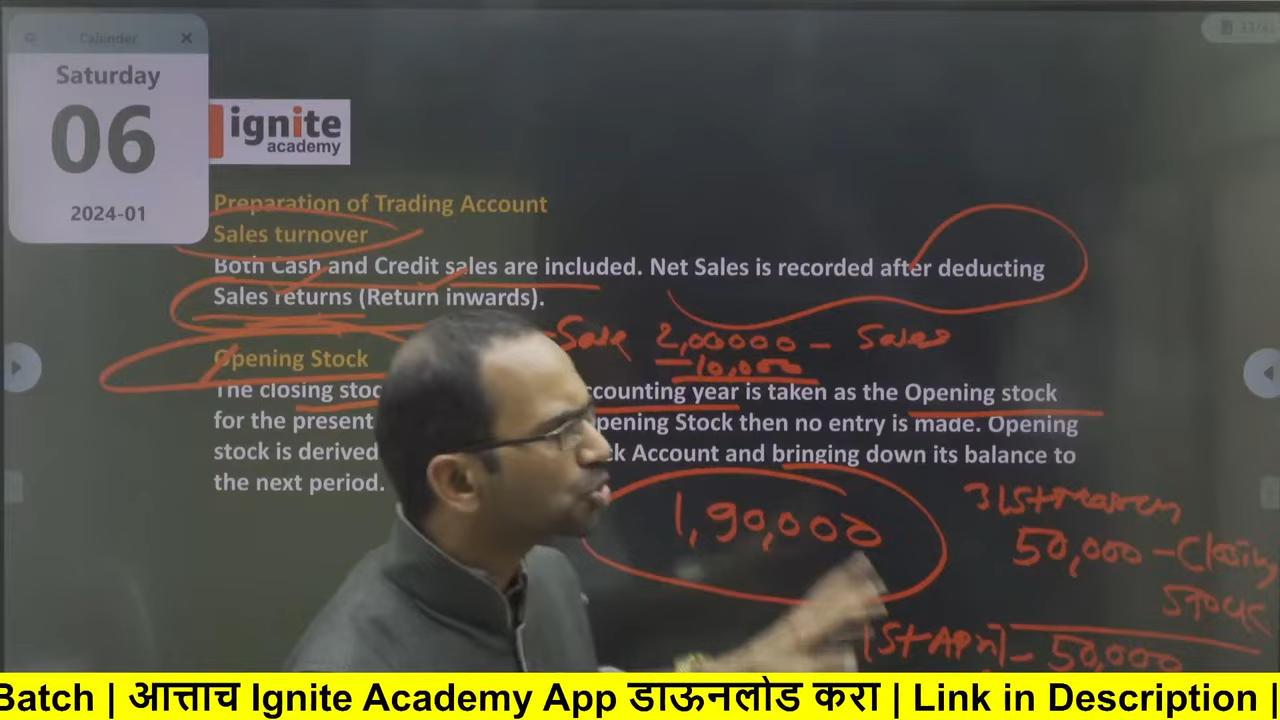 Calender
Saturday
06
2024-01
ignite
academy
Preparation of Trading Account
Sales turnover
Both Cash and Credit sales are included. Net Sales is recorded after deducting
Sales returns (Return inwards).
Sale 2,00000 – Sales
– 10,000
Opening Stock
The closing stoc ccounting year is taken as the Opening stock
for the present pening Stock then no entry is made. Opening
stock is derived ck Account and bringing down its balance to
the next period.
1,90,000
31st march
50,000 – Closing
Stock
1st April – 50,000
Batch | आत्ताच Ignite Academy App डाऊनलोड करा | Link in Description |